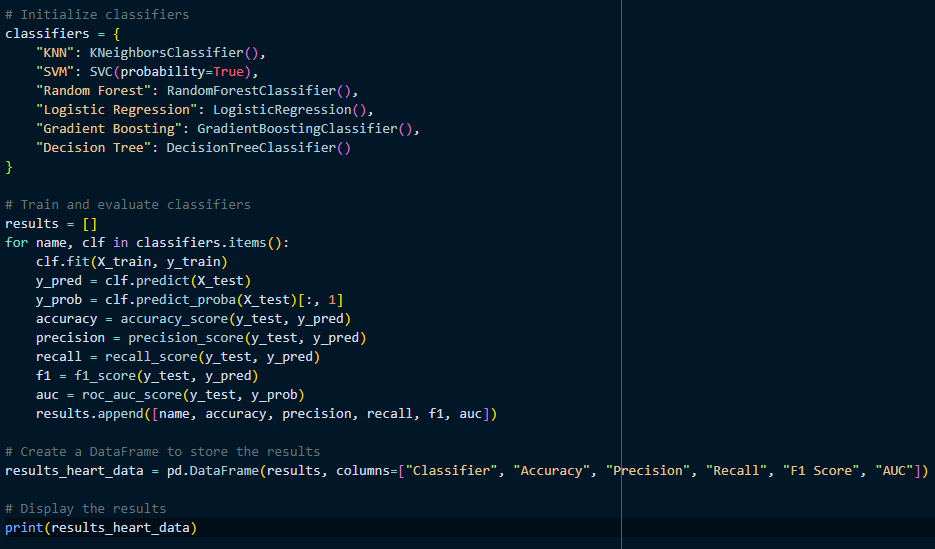 # Initialize classifiers
classifiers = {
    "KNN": KNeighborsClassifier(),
    "SVM": SVC(probability=True),
    "Random Forest": RandomForestClassifier(),
    "Logistic Regression": LogisticRegression(),
    "Gradient Boosting": GradientBoostingClassifier(),
    "Decision Tree": DecisionTreeClassifier()
}
# Train and evaluate classifiers
results = []
for name, clf in classifiers.items():
    clf.fit(X_train, y_train)
    y_pred = clf.predict(X_test)
    y_prob = clf.predict_proba(X_test)[:, 1]
    accuracy = accuracy_score(y_test, y_pred)
    precision = precision_score(y_test, y_pred)
    recall = recall_score(y_test, y_pred)
    f1 = f1_score(y_test, y_pred)
    auc = roc_auc_score(y_test, y_prob)
    results.append([name, accuracy, precision, recall, f1, auc])
# Create a DataFrame to store the results
results_heart_data = pd.DataFrame(results, columns=["Classifier", "Accuracy", "Precision", "Recall", "F1 Score", "AUC"])
# Display the results
print(results_heart_data)